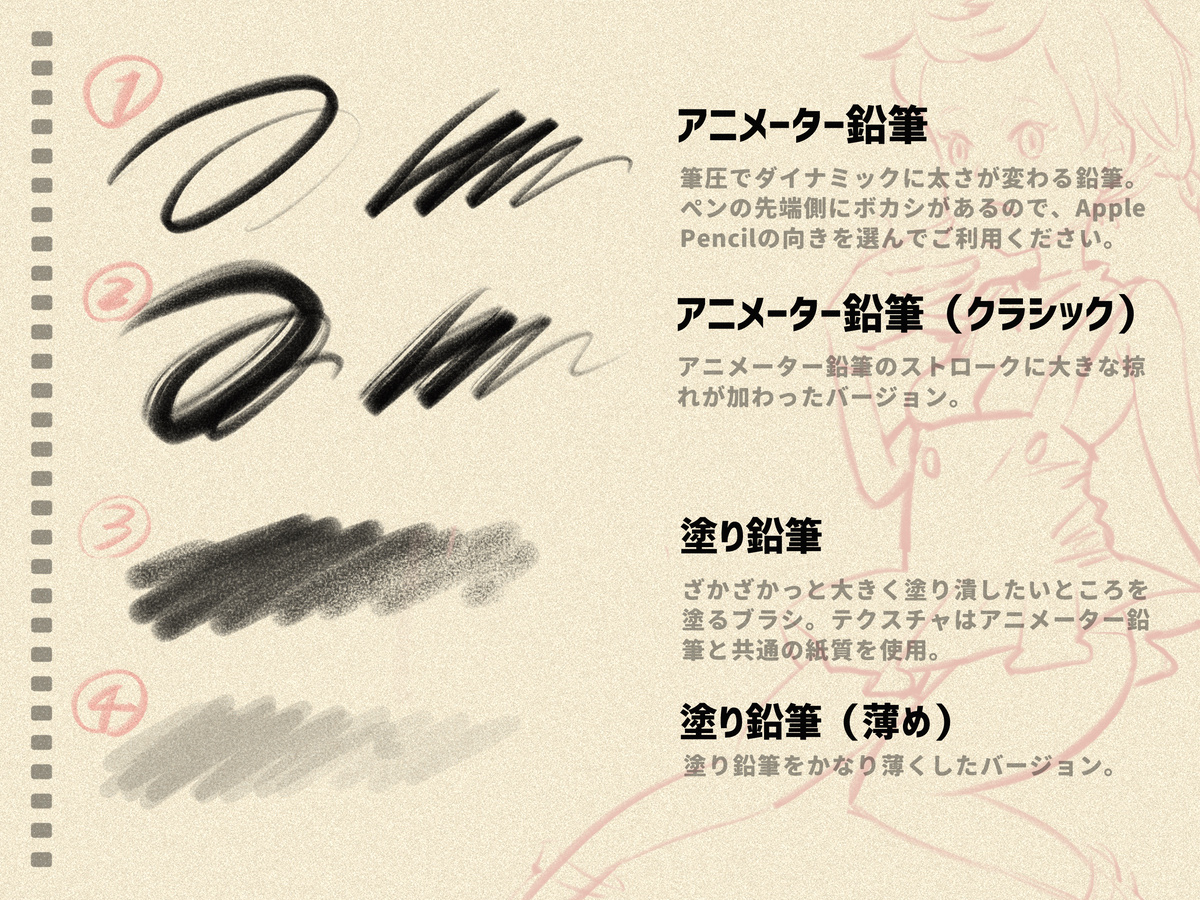 1
アニメーター鉛筆
筆圧でダイナミックに太さが変わる鉛筆。
ペンの先端側にボカシがあるので、Apple
Pencilの向きを選んでご利用ください。
2
アニメーター鉛筆（クラシック）
アニメーター鉛筆のストロークに大きな掠
れが加わったバージョン。
3
塗り鉛筆
ざかざかっと大きく塗り潰したいところを
塗るブラシ。テクスチャはアニメーター鉛
筆と共通の紙質を使用。
4
塗り鉛筆（薄め）
塗り鉛筆をかなり薄くしたバージョン。